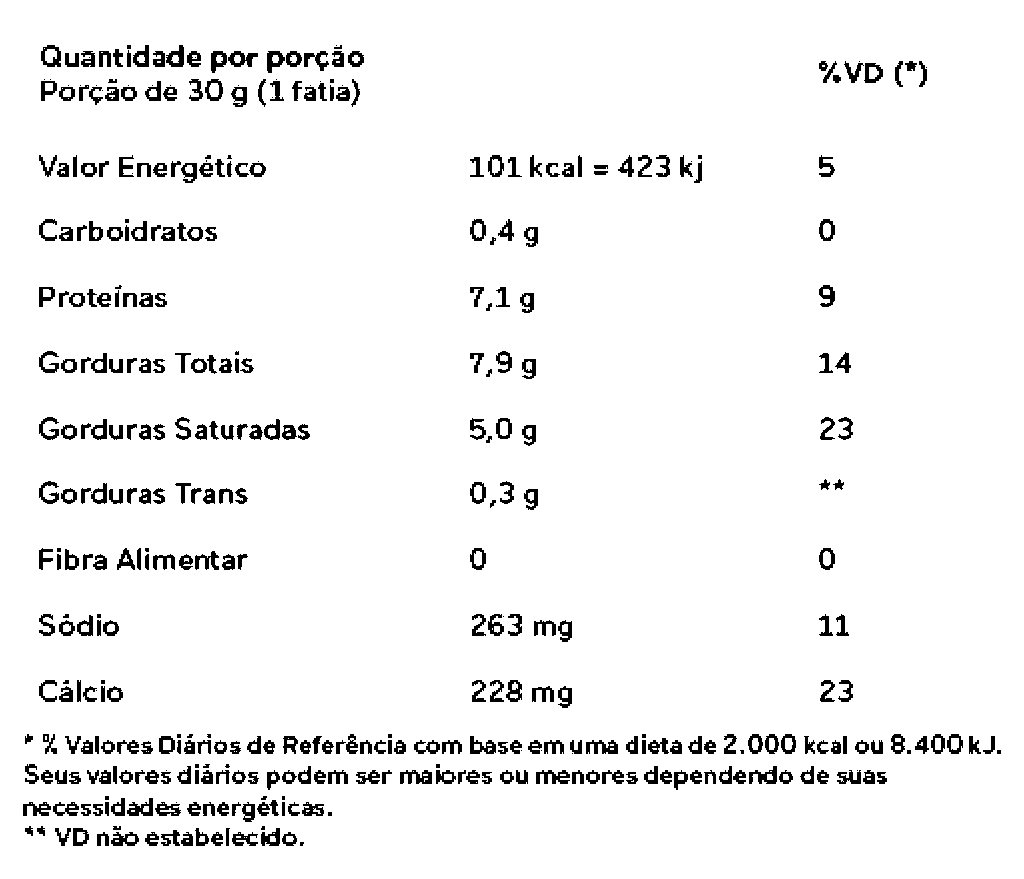 Quantidade por porção
Porção de 30 g (1 fatia) %VD (*)
Valor Energético 101 kcal = 423 kj 5
Carboidratos 0,4 g 0
Proteínas 7,1 g 9
Gorduras Totais 7,9 g 14
Gorduras Saturadas 5,0 g 23
Gorduras Trans 0,3 g **
Fibra Alimentar 0 0
Sódio 263 mg 11
Cálcio 228 mg 23
* % Valores Diários de Referência com base em uma dieta de 2.000 kcal ou 8.400 kJ.
Seus valores diários podem ser maiores ou menores dependendo de suas
necessidades energéticas.
** VD não estabelecido.